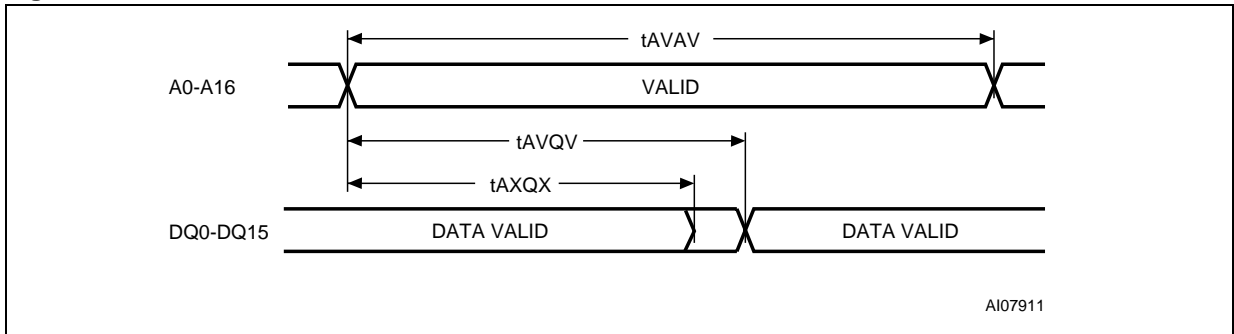 tAVAV
A0-A16
VALID
tAVQV
tAXQX
DQ0-DQ15
DATA VALID
DATA VALID
AI07911